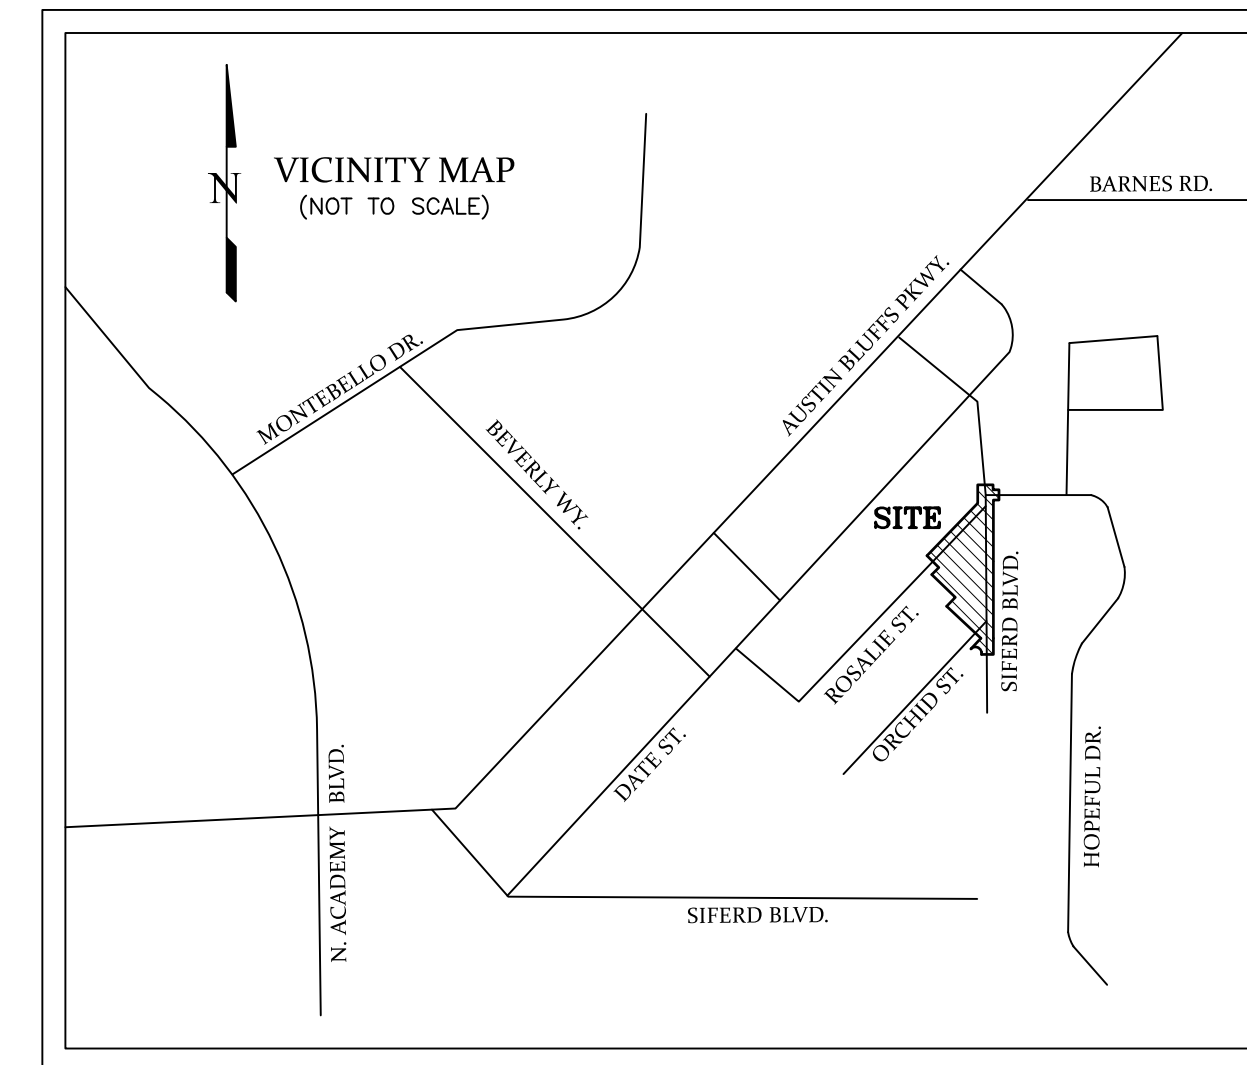 N
VICINITY MAP
(NOT TO SCALE)
BARNES RD.
AUSTIN BLUFFS PKWY.
MONTEBELLO DR.
BEVERLY WY.
SITE
SIFERD BLVD.
ROSALIE ST.
ORCHID ST.
DATE ST.
HOPEFUL DR.
N. ACADEMY BLVD.
SIFERD BLVD.